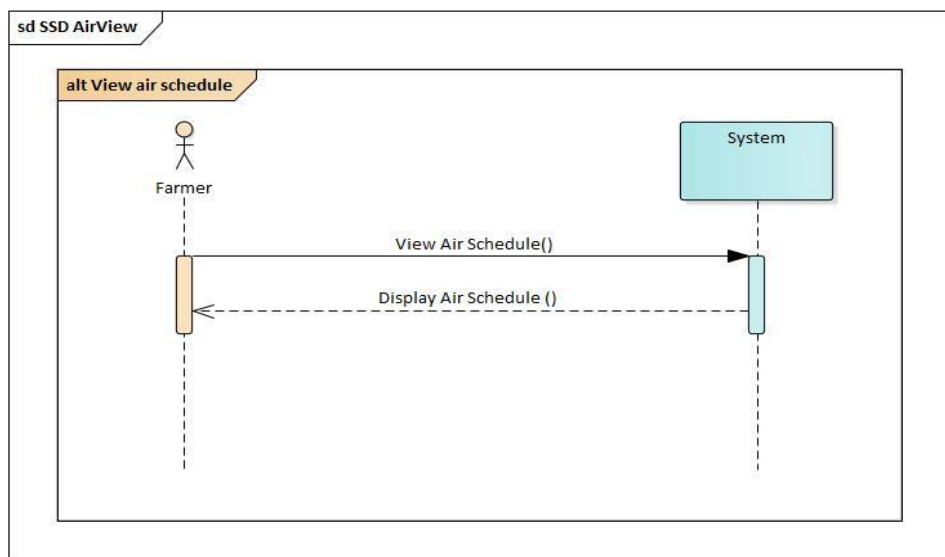 sd SSD AirView
alt View air schedule
Farmer
System
View Air Schedule()
Display Air Schedule ()